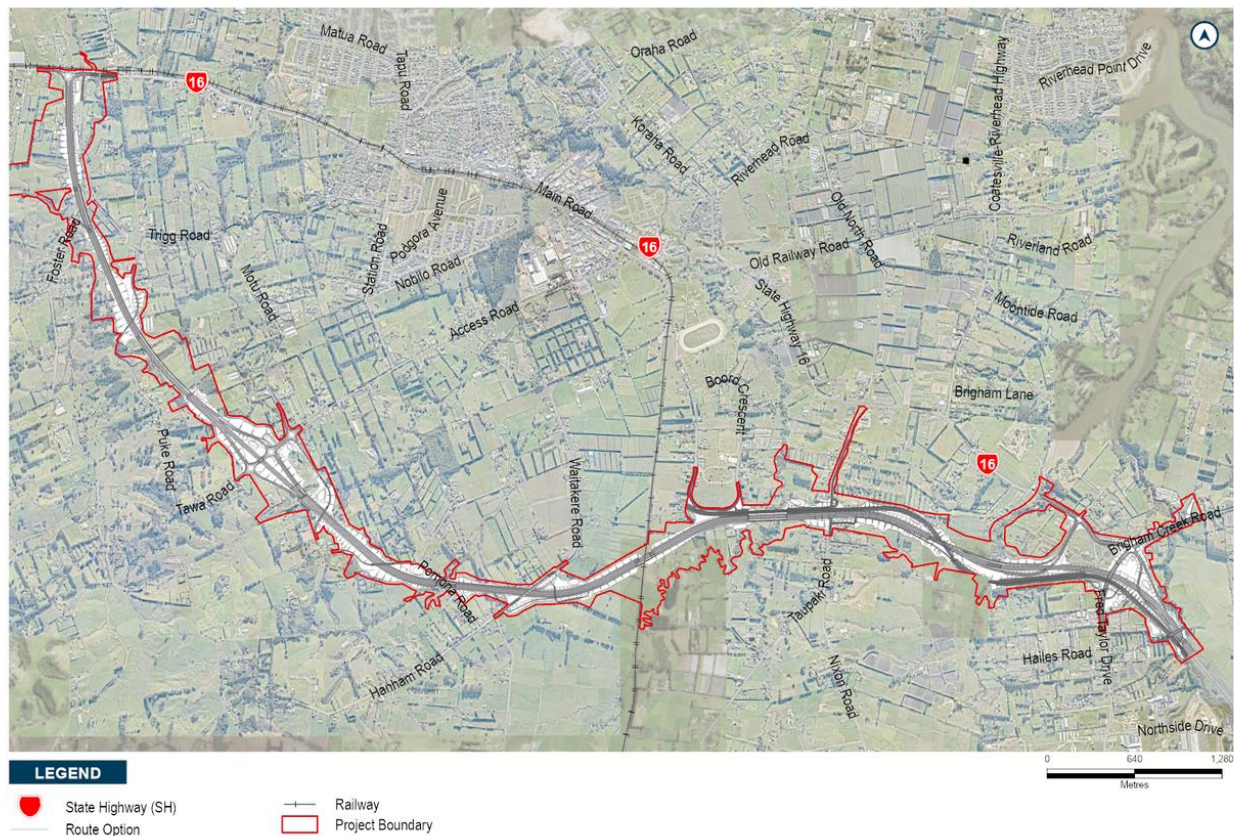 Matua Road
Tapu Road
Oraha Road
Coatesville-Riverhead Highway
Riverhead Point Drive
16
Koraha Road
Riverhead Road
Main Road
Old North Road
Podgora Avenue
Station Road
Foster Road
Trigg Road
Motu Road
Nobilo Road
16
Old Railway Road
Riverland Road
Access Road
State Highway 16
Moontide Road
Boord Crescent
Brigham Lane
Puke Road
Tawa Road
Waitakere Road
16
Brigham Creek Road
Pomona Road
Taupaki Road
Fred Taylor Drive
Hanham Road
Nixon Road
Hailes Road
Northside Drive
LEGEND
State Highway (SH)
Route Option
Railway
Project Boundary
0 640 1,280
Metres